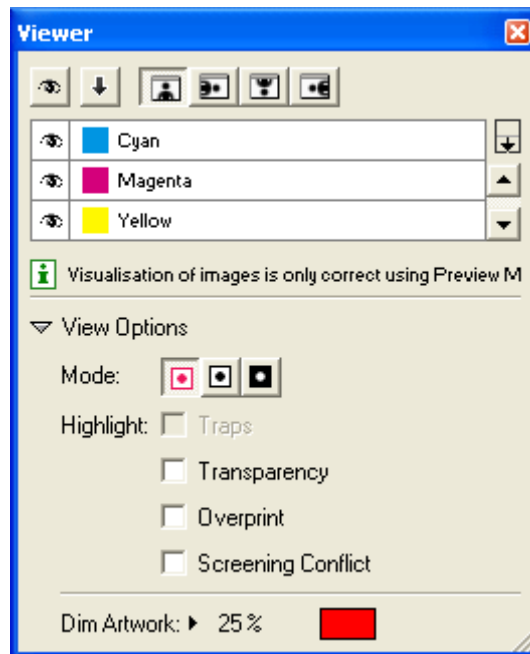 Viewer
Cyan
Magenta
Yellow
Visualisation of images is only correct using Preview M
View Options
Mode:
Highlight: Traps
Transparency
Overprint
Screening Conflict
Dim Artwork: 25%